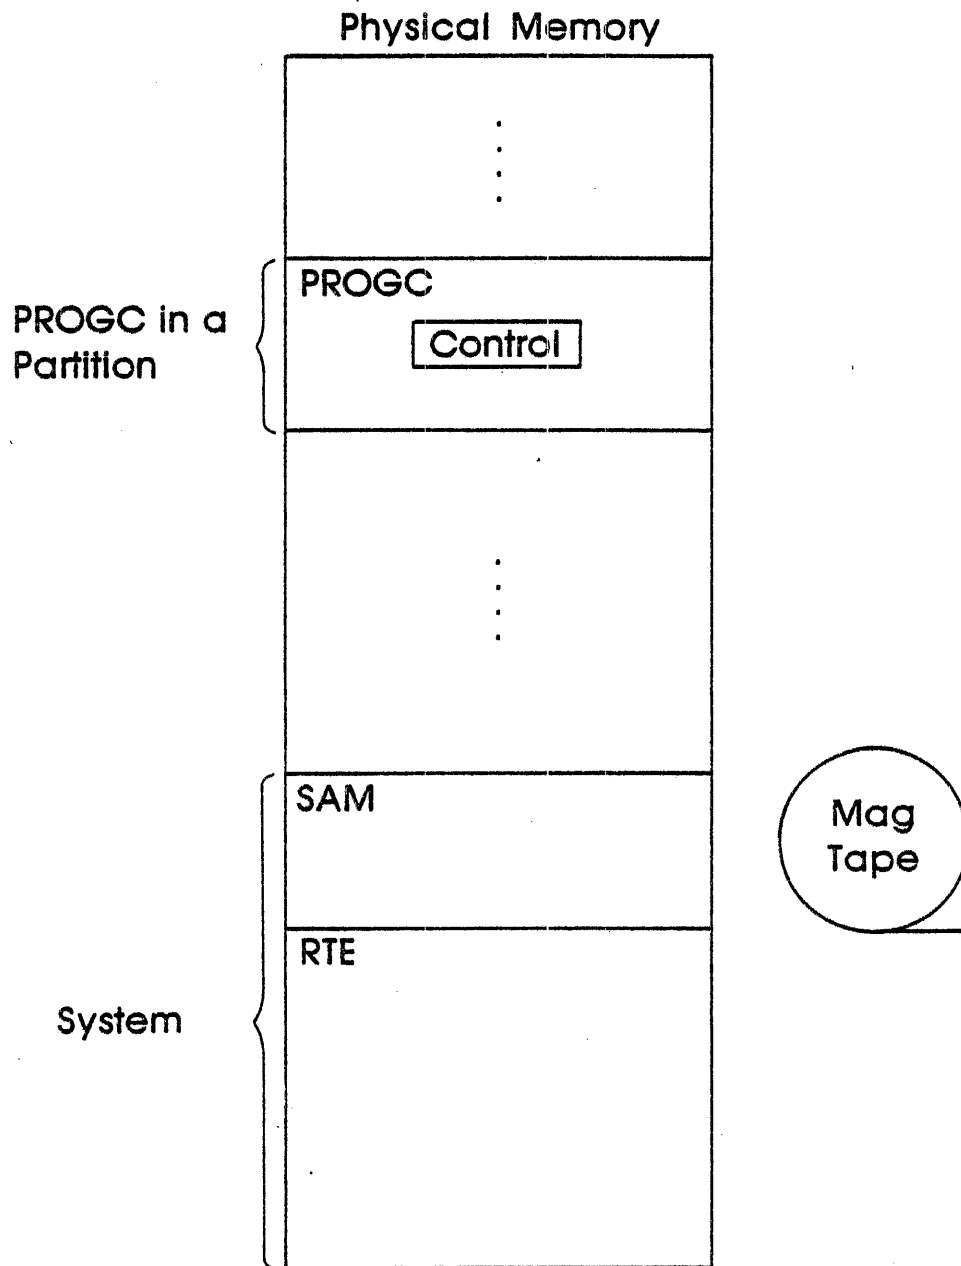 Physical Memory
PROGC
PROGC in a
Partition
Control
SAM
Mag
Tape
RTE
System